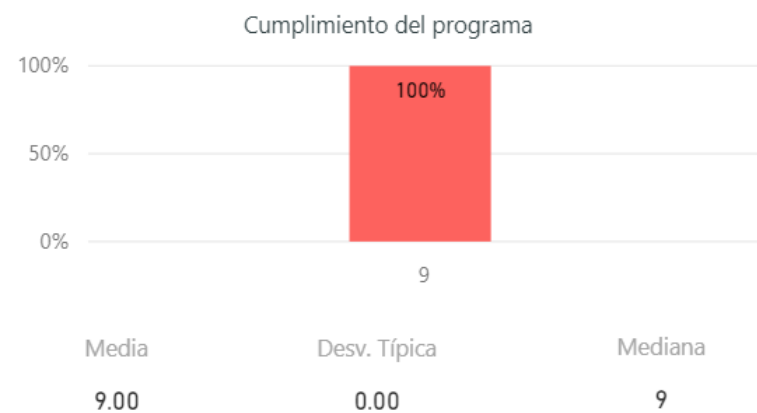 Cumplimiento del programa
100%
100%
50%
0%
9
Media Desv. Típica Mediana
9.00 0.00 9